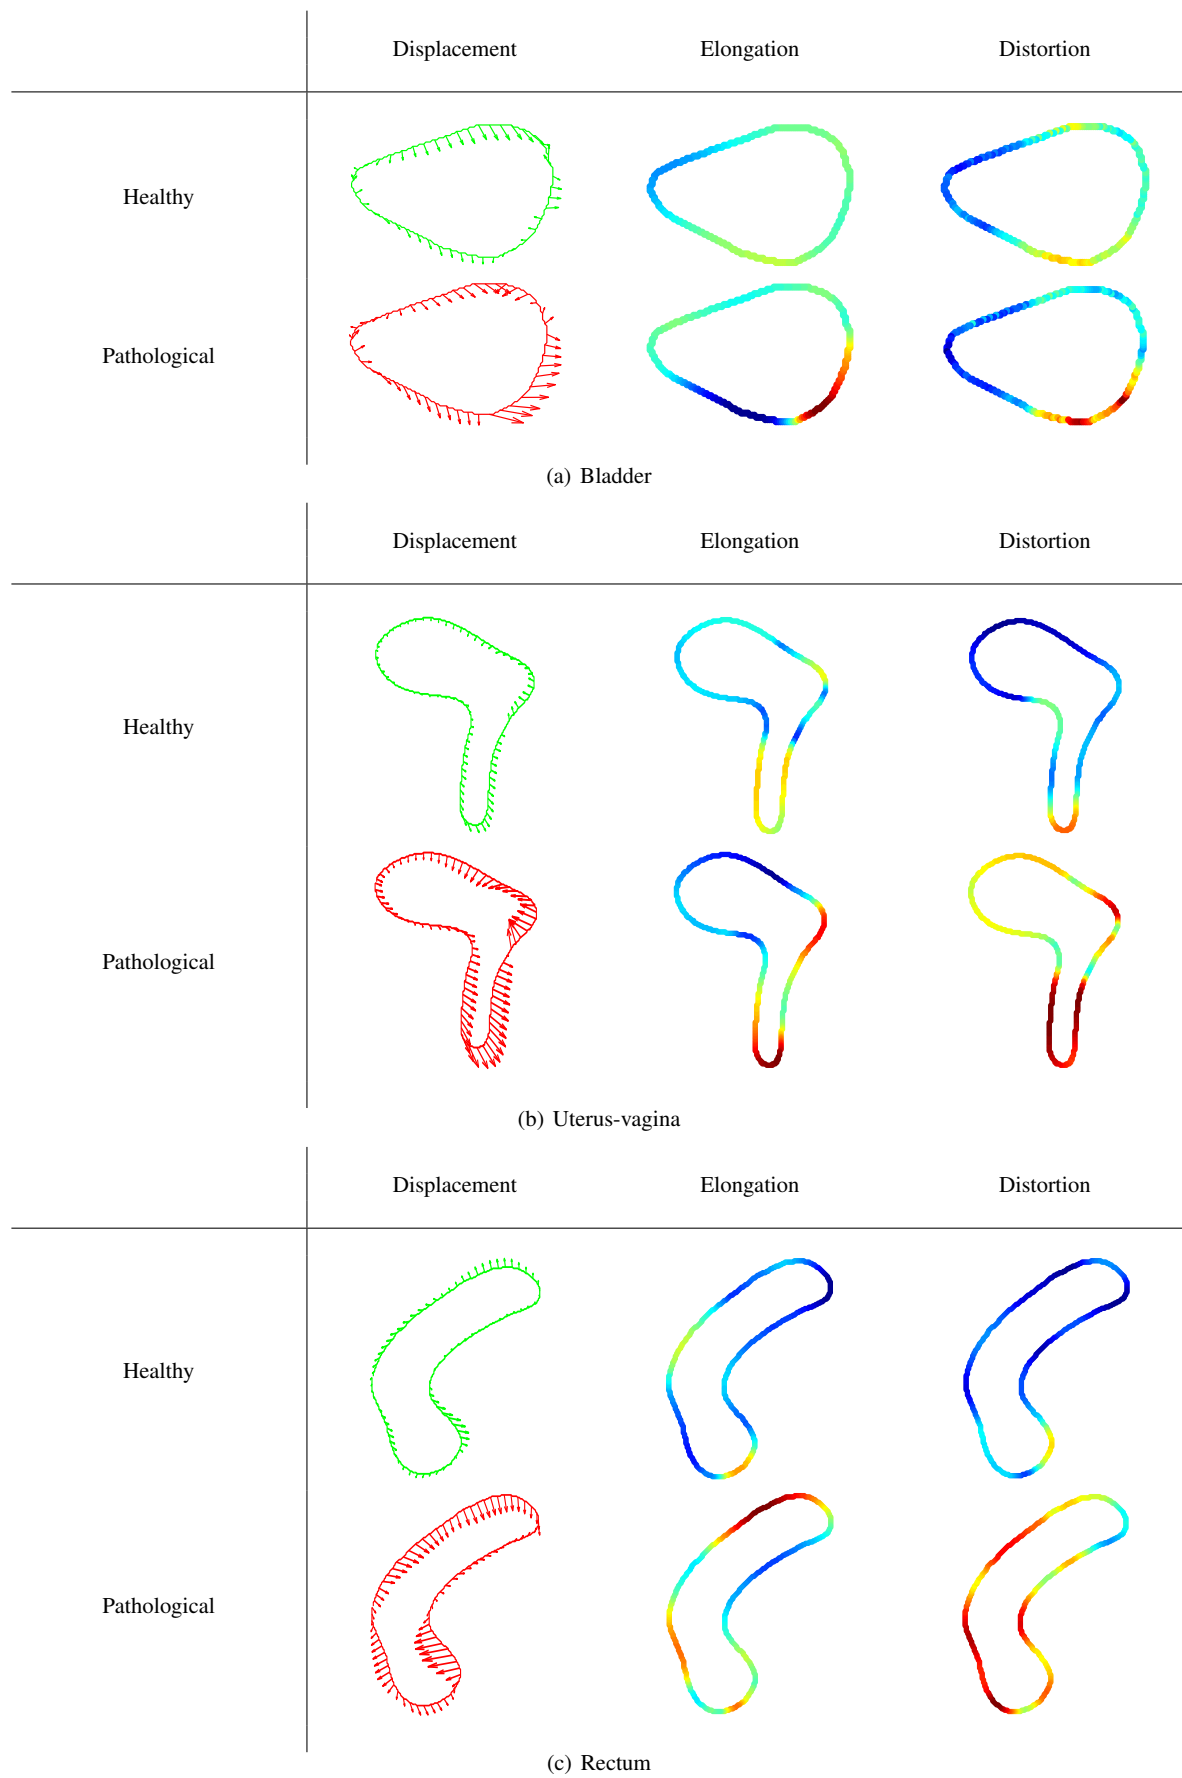 Displacement Elongation Distortion
Healthy
Pathological
(a) Bladder
Displacement Elongation Distortion
Healthy
Pathological
(b) Uterus-vagina
Displacement Elongation Distortion
Healthy
Pathological
(c) Rectum